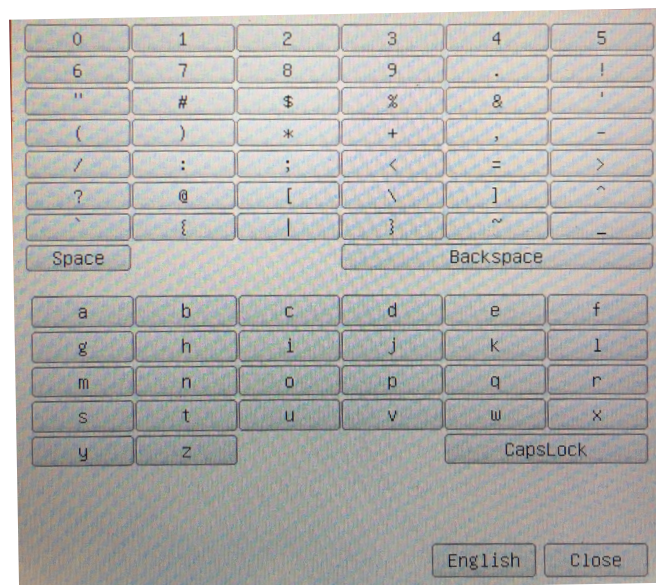 0 1 2 3 4 5
6 7 8 9 . !
" # $ % & '
( ) * + , -
/ : ; < = >
? @ [ \ ] ^
` { | } ~ _
Space Backspace
a b c d e f
g h i j k l
m n o p q r
s t u v w x
y z CapsLock
English Close